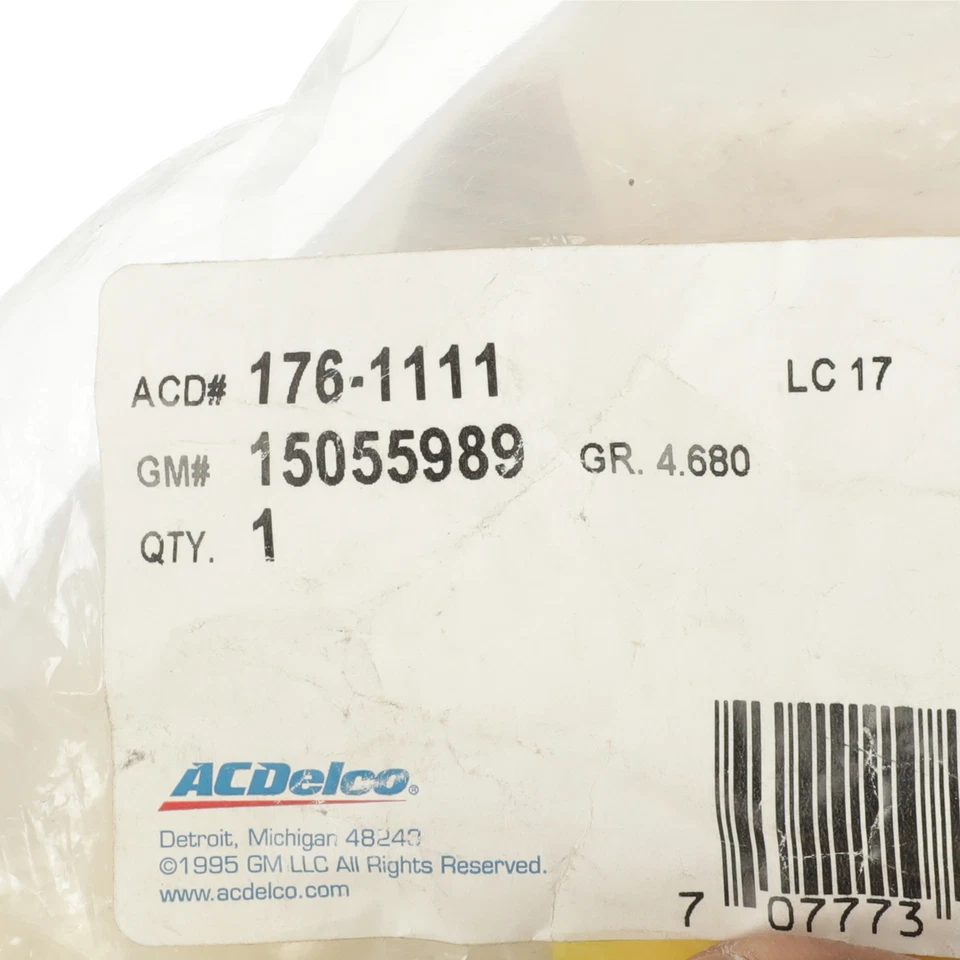 ACD# 176-1111 LC 17
GM# 15055989 GR. 4.680
QTY. 1
ACDelco®
Detroit, Michigan 48243
©1995 GM LLC All Rights Reserved.
www.acdelco.com
7 07773